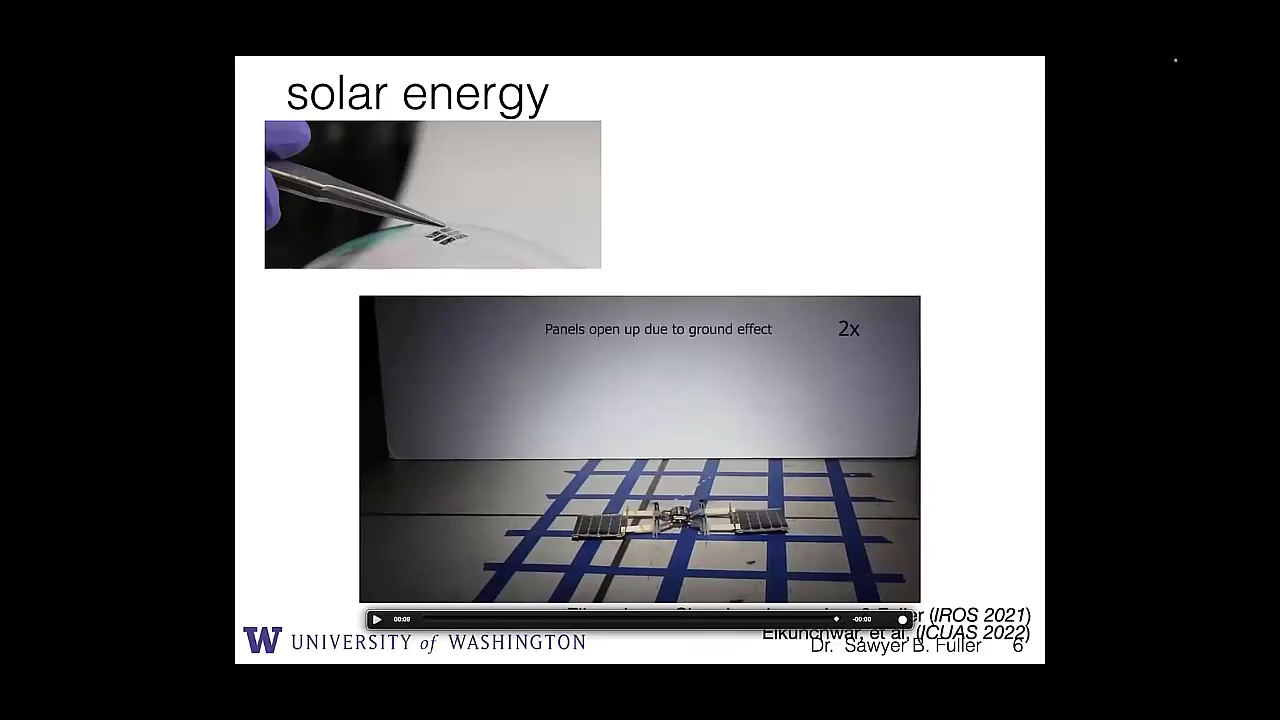 solar energy
Panels open up due to ground effect
2x
00:09
-00:00
(IROS 2021)
Elkunchwar, et al, (ICUAS 2022)
W UNIVERSITY of WASHINGTON
Dr. Sawyer B. Fuller
6